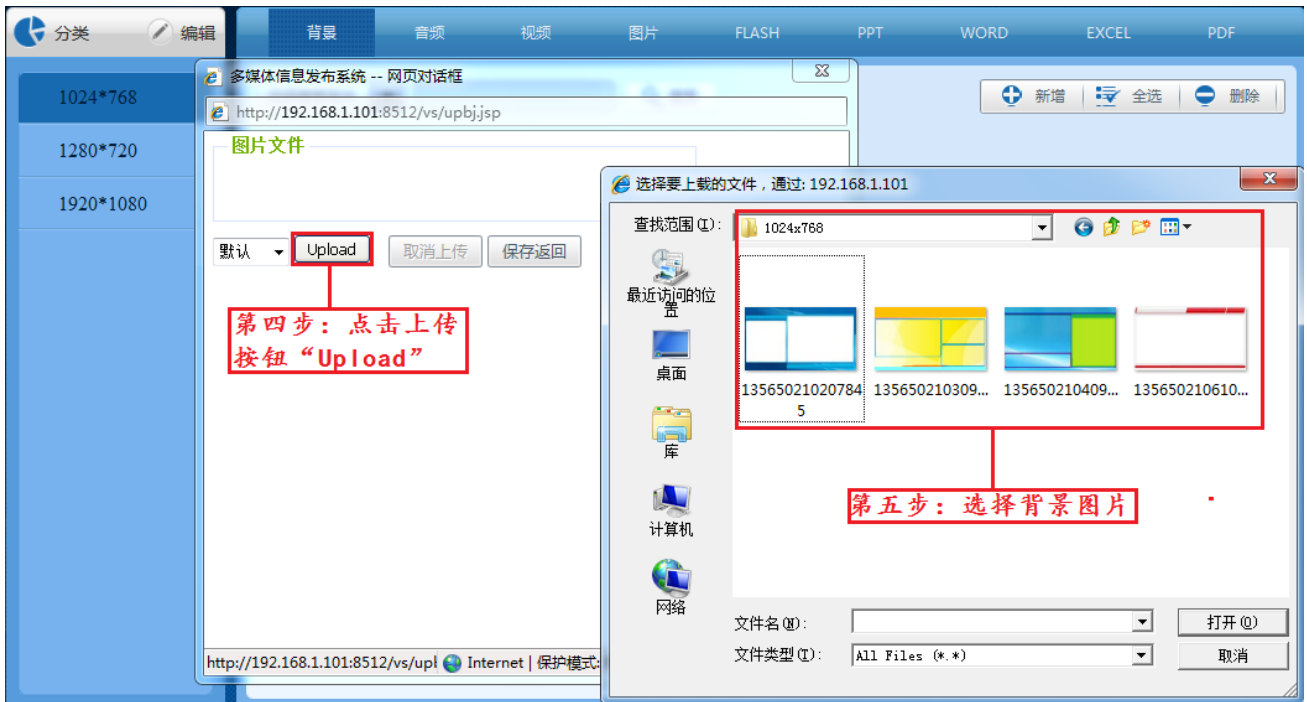 分类
编辑
背景
音频
视频
图片
FLASH
PPT
WORD
EXCEL
PDF
1024*768
1280*720
1920*1080
新增
全选
删除
多媒体信息发布系统 -- 网页对话框
http://192.168.1.101:8512/vs/upbj.jsp
图片文件
默认
Upload
取消上传
保存返回
第四步：点击上传
按钮“Upload”
http://192.168.1.101:8512/vs/upl
Internet | 保护模式:
选择要上载的文件，通过: 192.168.1.101
查找范围(I):
1024x768
最近访问的位
置
桌面
库
计算机
网络
13565021020784
5
135650210309...
135650210409...
135650210610...
第五步：选择背景图片
文件名(N):
打开(O)
文件类型(T):
All Files (*.*)
取消